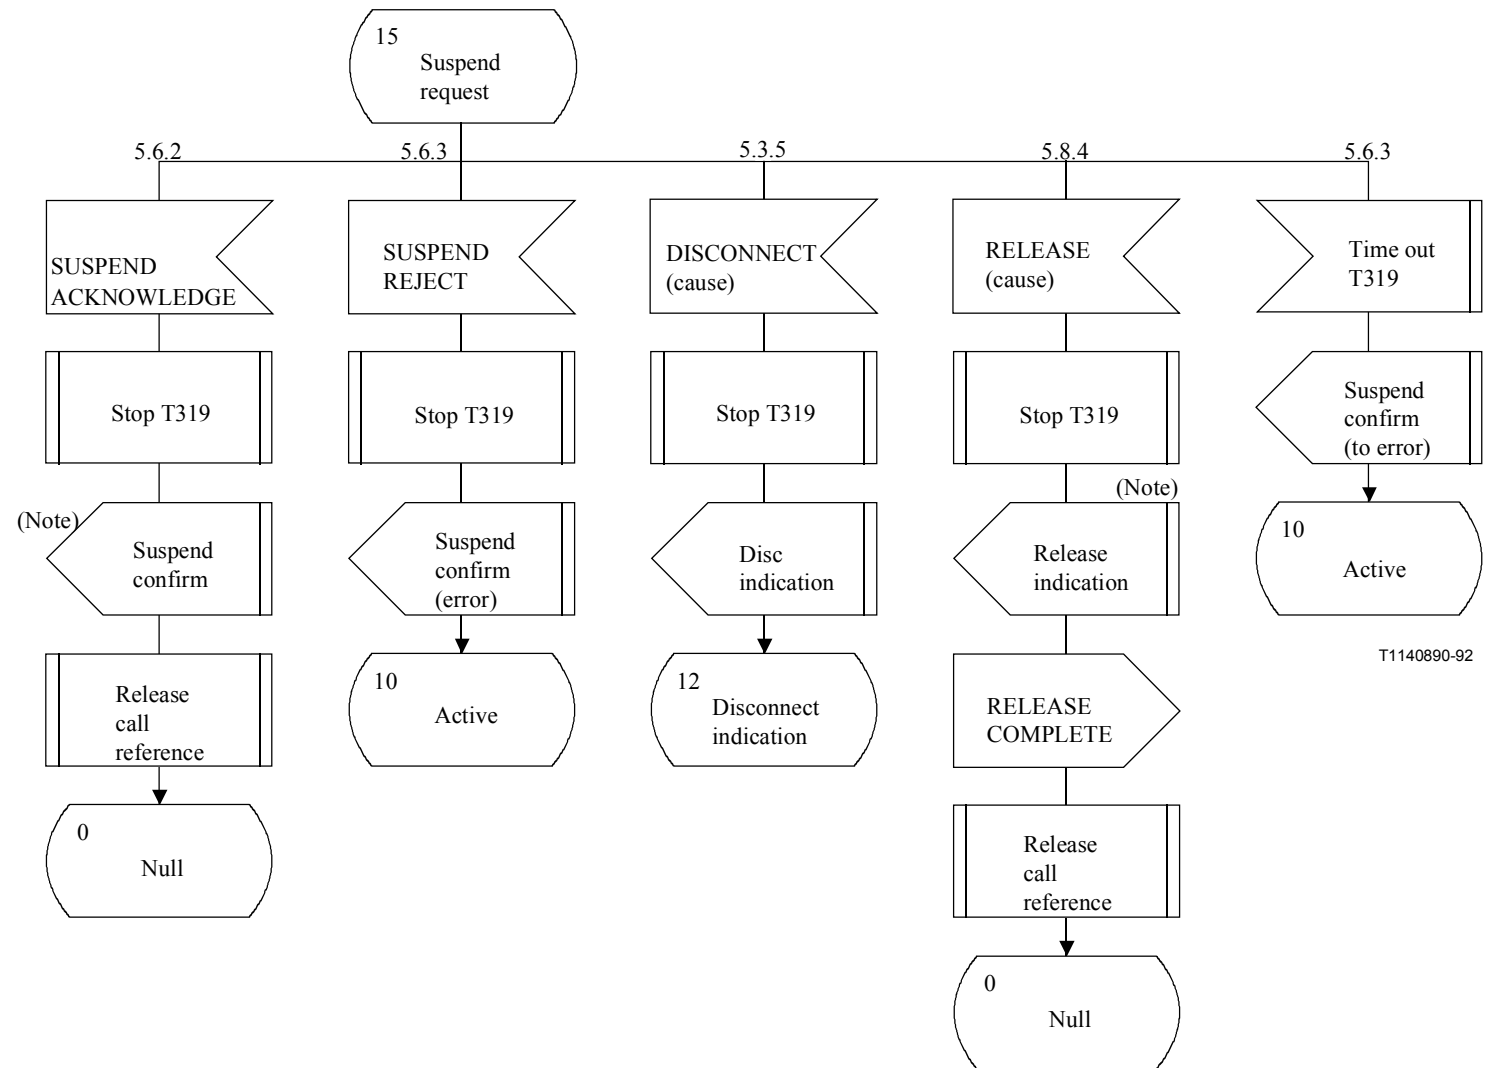 15
Suspend
request
5.6.2
5.6.3
5.3.5
5.8.4
5.6.3
SUSPEND
ACKNOWLEDGE
SUSPEND
REJECT
DISCONNECT
(cause)
RELEASE
(cause)
Time out
T319
Stop T319
Stop T319
Stop T319
Stop T319
Suspend
confirm
(to error)
(Note)
Suspend
confirm
Suspend
confirm
(error)
Disc
indication
(Note)
Release
indication
10
Active
T1140890-92
Release
call
reference
10
Active
12
Disconnect
indication
RELEASE
COMPLETE
0
Null
Release
call
reference
0
Null